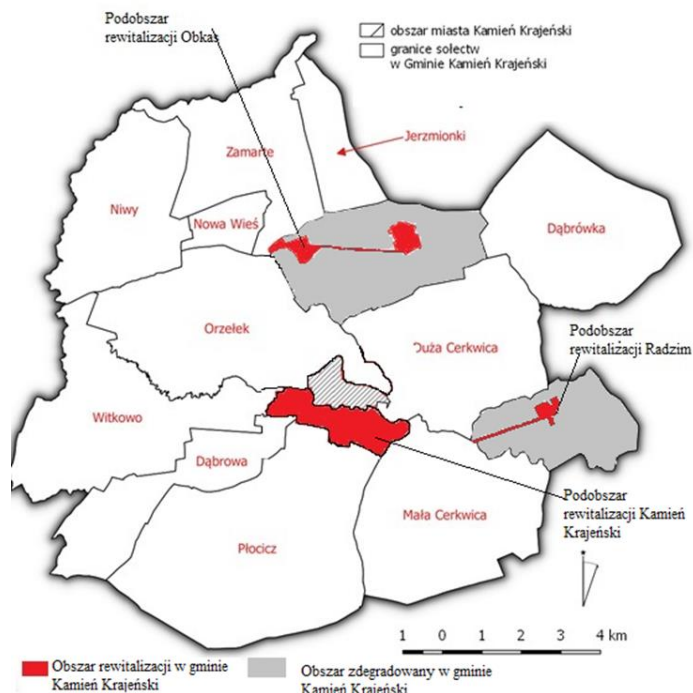 Podobszar
rewitalizacji Obkas
obszar miasta Kamień Krajeński
granice sołectw
w Gminie Kamień Krajeński
Jerzmionki
Zamarte
Niwy
Nowa Wieś
Dąbrówka
Orzełek
Duża Cerkwica
Podobszar
rewitalizacji Radzim
Witkowo
Dąbrowa
Mała Cerkwica
Płocicz
Podobszar
rewitalizacji Kamień
Krajeński
1 0 1 2 3 4 km
Obszar rewitalizacji w gminie
Kamień Krajeński
Obszar zdegradowany w gminie
Kamień Krajeński